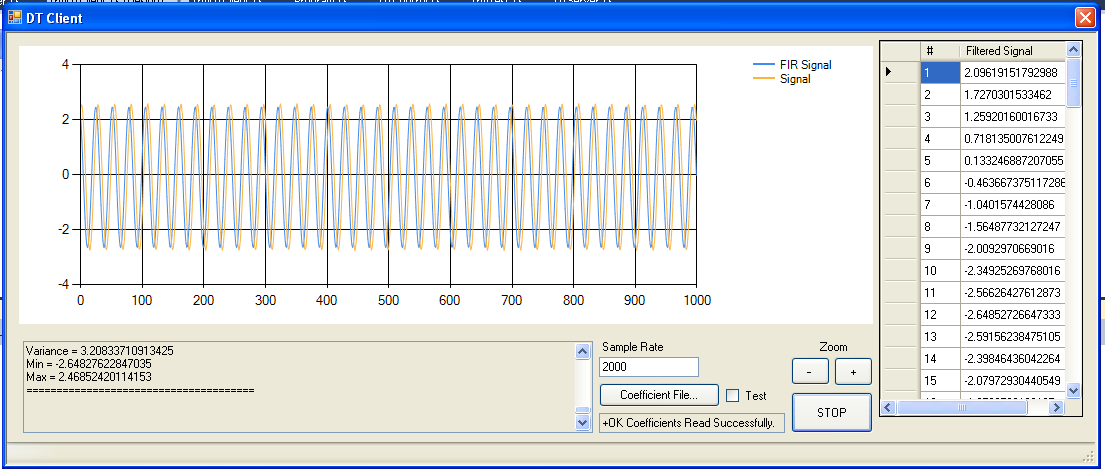 DT Client
4
2
0
-2
-4
0 100 200 300 400 500 600 700 800 900 1000
FIR Signal
Signal
# Filtered Signal
1 2.09619151792988
2 1.7270301533462
3 1.25920160016733
4 0.718135007612249
5 0.133246887207055
6 -0.463667375117286
7 -1.0401574428086
8 -1.56487732127247
9 -2.0092970669016
10 -2.34925269768016
11 -2.56626427612873
12 -2.64852726647333
13 -2.59156238475105
14 -2.39846436042264
15 -2.07972930440549
Variance = 3.20833710913425
Min = -2.64827622847035
Max = 2.46852420114153
=====================================
Sample Rate
2000
Coefficient File...
Test
+OK Coefficients Read Successfully.
Zoom
- +
STOP